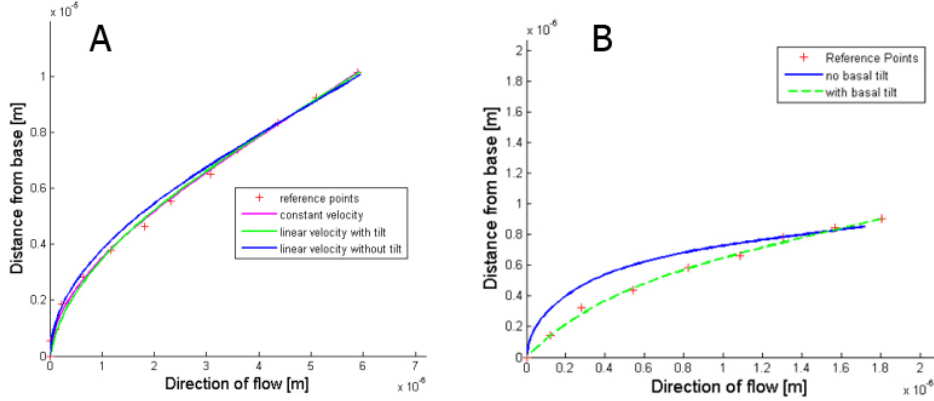 A
x 10^-5
1
0.8
0.6
0.4
0.2
0
Distance from base [m]
reference points
constant velocity
linear velocity with tilt
linear velocity without tilt
0 1 2 3 4 5 6 7
Direction of flow [m]
x 10^-6
B
x 10^-6
2
1.8
1.6
1.4
1.2
1
0.8
0.6
0.4
0.2
0
Distance from base [m]
Reference Points
no basal tilt
with basal tilt
0 0.2 0.4 0.6 0.8 1 1.2 1.4 1.6 1.8 2
Direction of flow [m]
x 10^-6